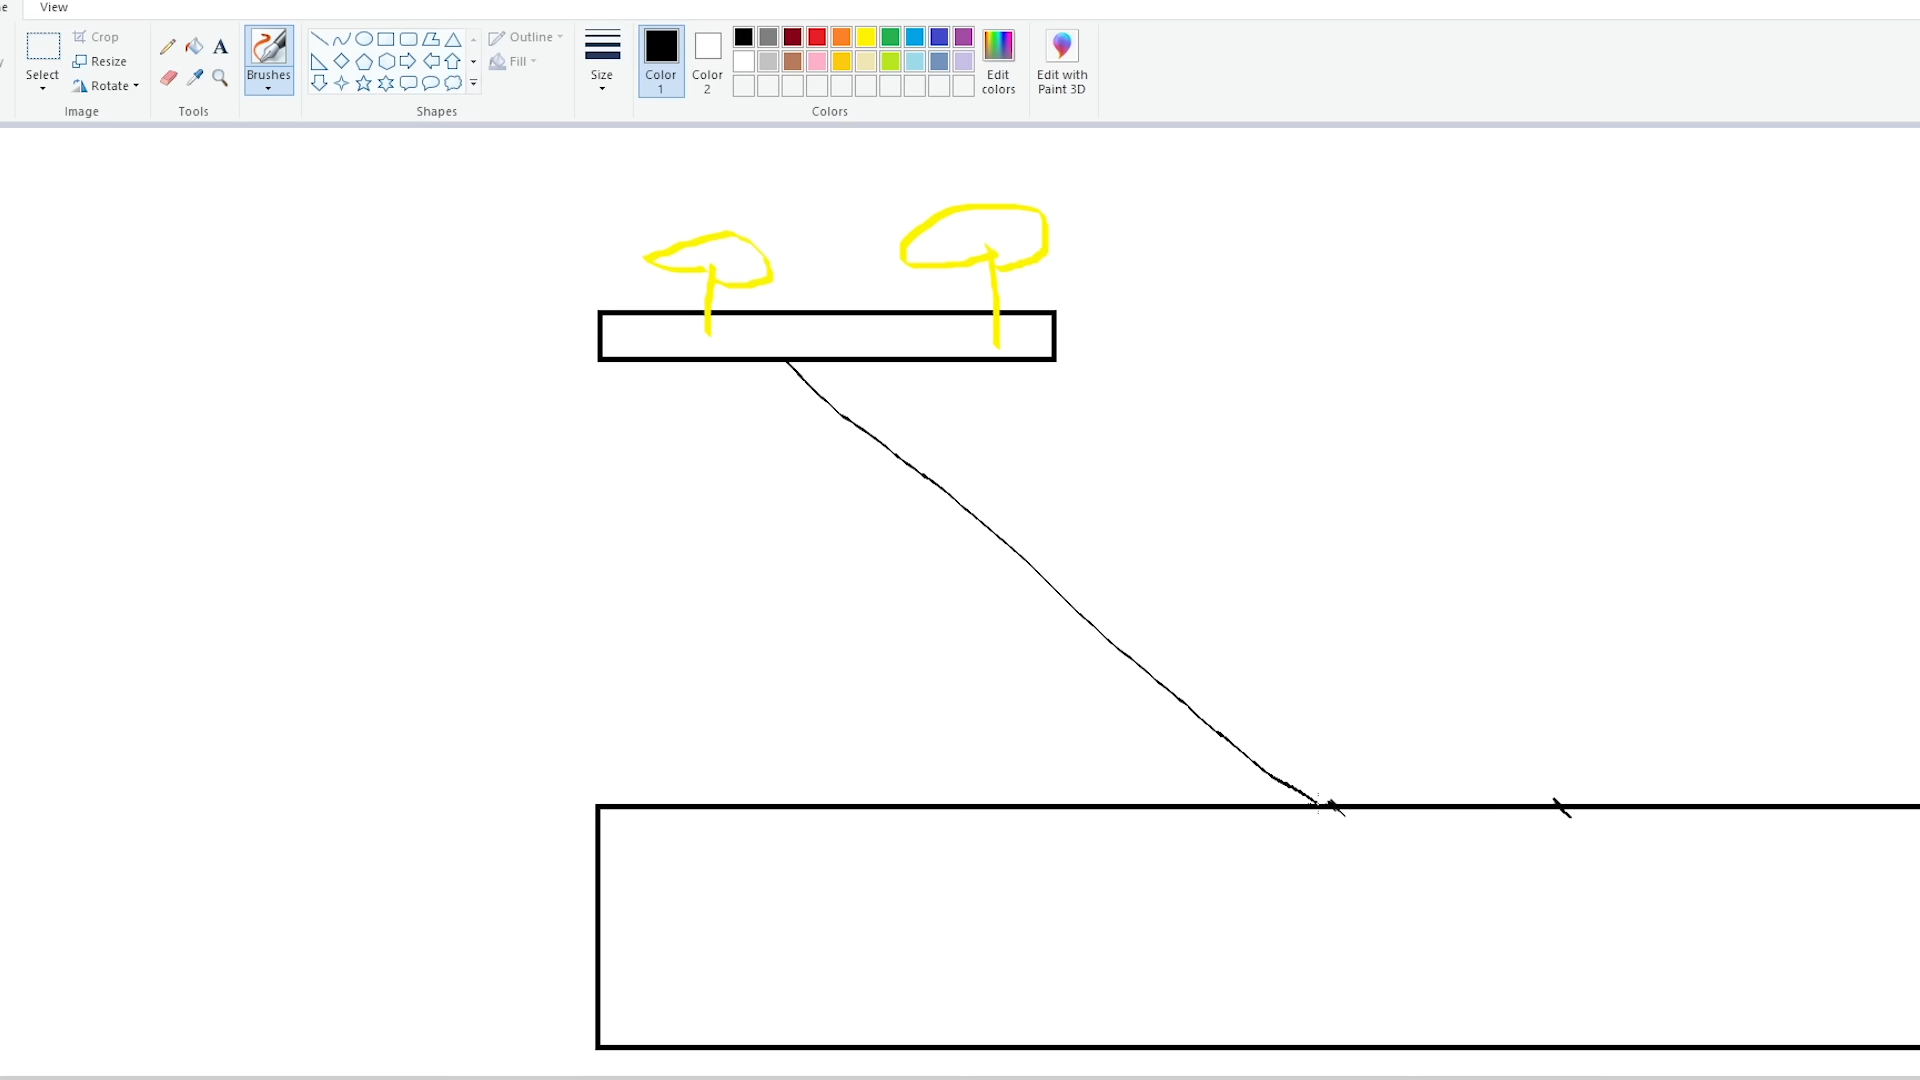 View
Crop
Resize
Select
Rotate
Image
A
Tools
Brushes
Outline
Fill
Shapes
Size
Color 1
Color 2
Edit colors
Edit with Paint 3D
Colors